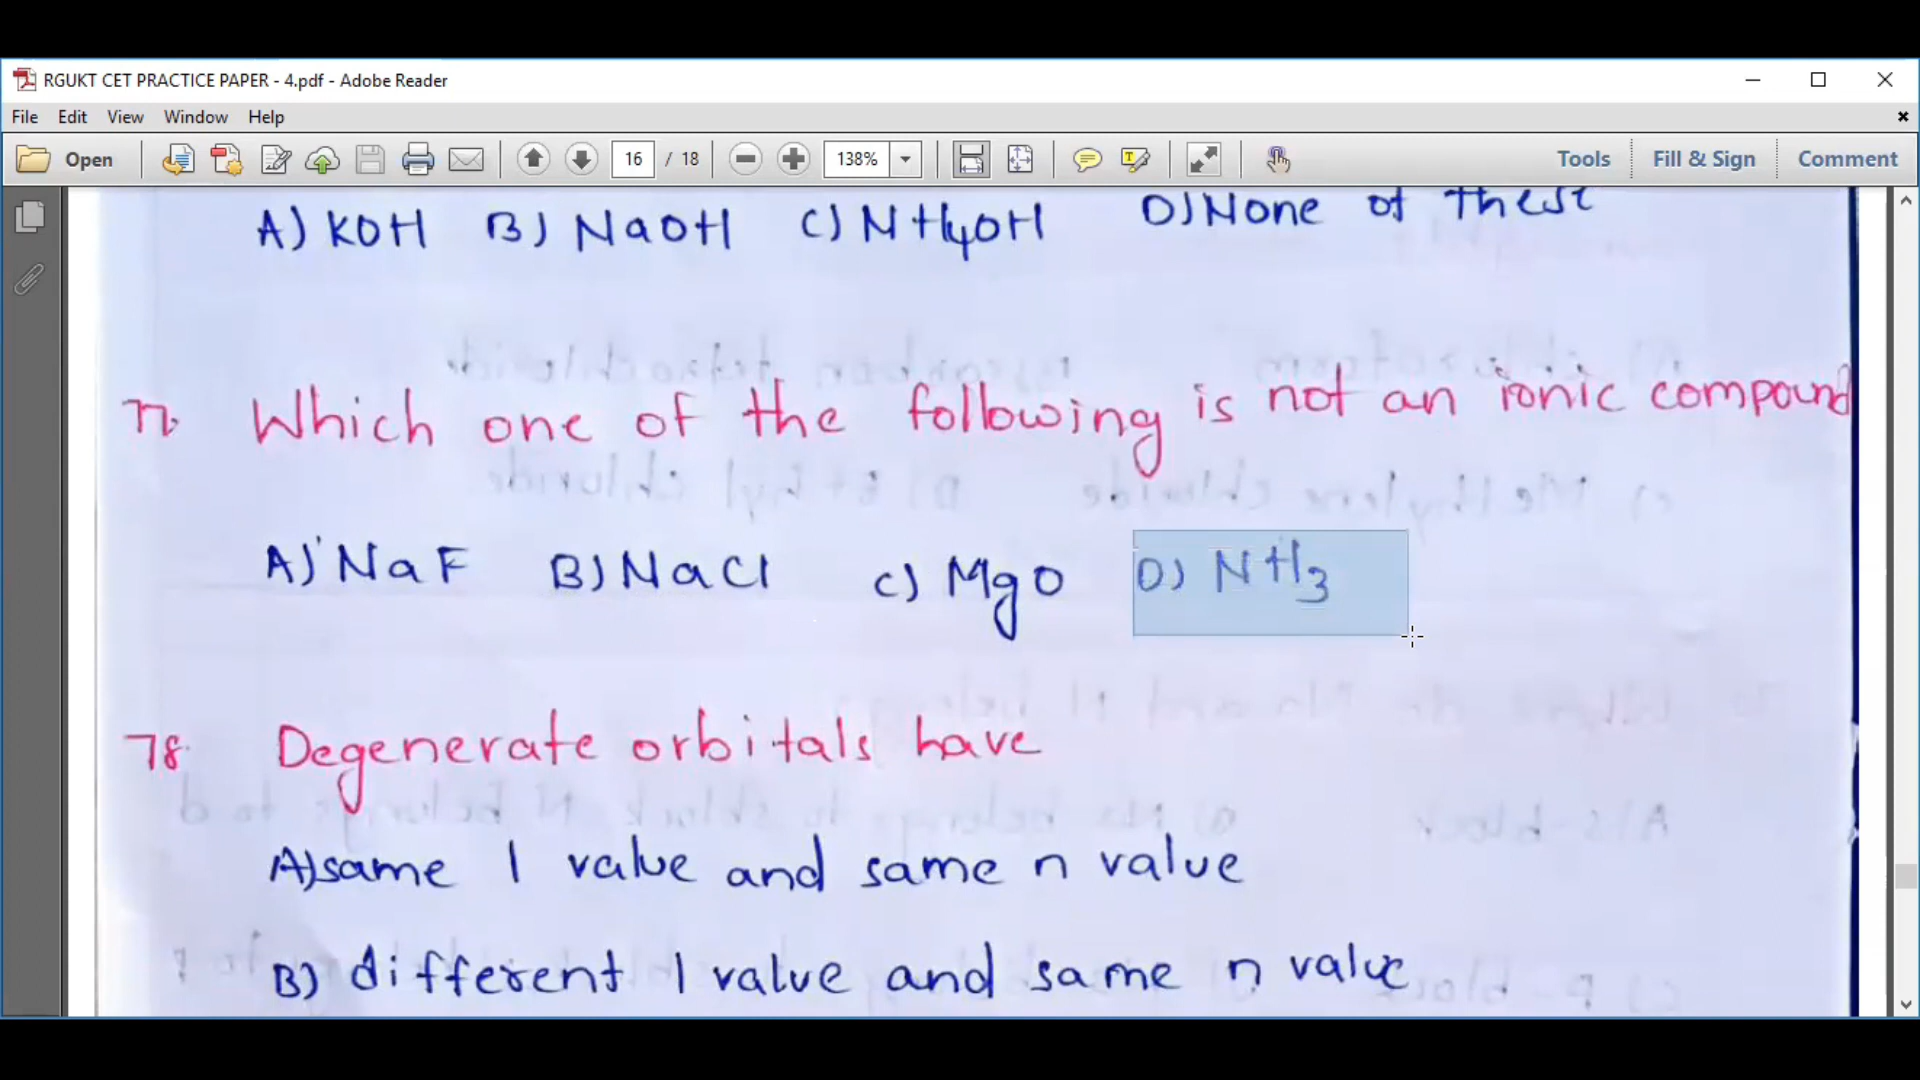 RGUKT CET PRACTICE PAPER - 4.pdf - Adobe Reader
File Edit View Window Help
Open 16 / 18 138% Tools Fill & Sign Comment
A) KOH B) NaOH C) NH4OH D) None of these
77. Which one of the following is not an ionic compound
A) NaF B) NaCl C) MgO D) NH3
78. Degenerate orbitals have
A) same l value and same n value
B) different l value and same n value